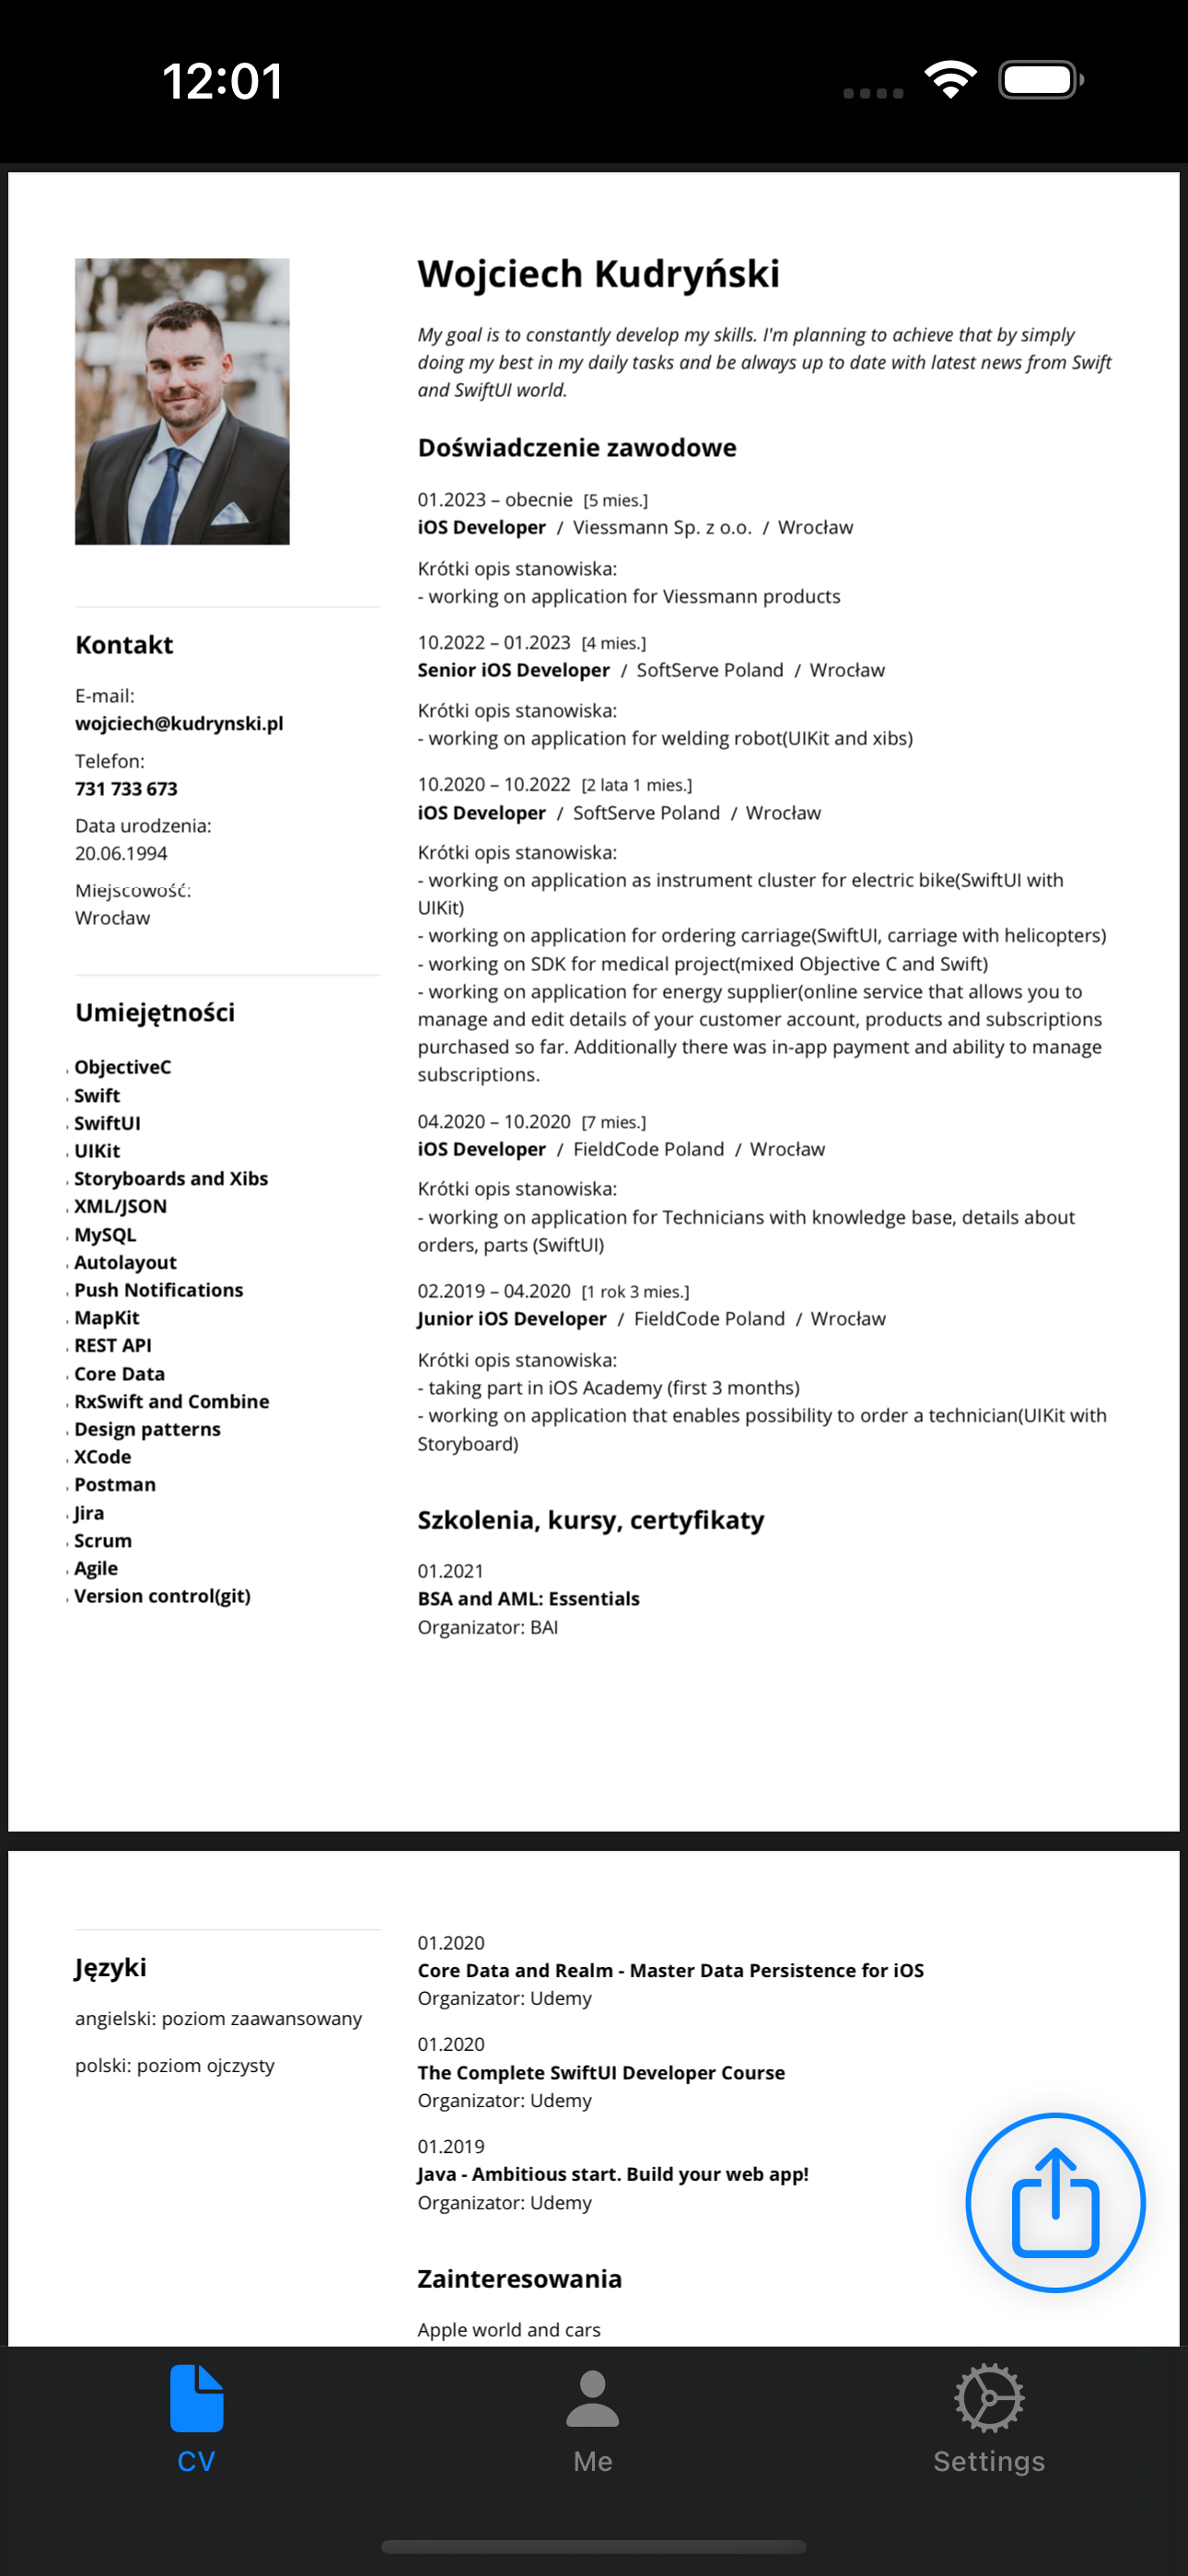 12:01
Wojciech Kudryński
My goal is to constantly develop my skills. I'm planning to achieve that by simply
doing my best in my daily tasks and be always up to date with latest news from Swift
and SwiftUI world.
Kontakt
E-mail:
wojciech@kudrynski.pl
Telefon:
731 733 673
Data urodzenia:
20.06.1994
Miejscowość:
Wrocław
Umiejętności
ObjectiveC
Swift
SwiftUI
UIKit
Storyboards and Xibs
XML/JSON
MySQL
Autolayout
Push Notifications
MapKit
REST API
Core Data
RxSwift and Combine
Design patterns
XCode
Postman
Jira
Scrum
Agile
Version control(git)
Doświadczenie zawodowe
01.2023 – obecnie [5 mies.]
iOS Developer / Viessmann Sp. z o.o. / Wrocław
Krótki opis stanowiska:
- working on application for Viessmann products
10.2022 – 01.2023 [4 mies.]
Senior iOS Developer / SoftServe Poland / Wrocław
Krótki opis stanowiska:
- working on application for welding robot(UIKit and xibs)
10.2020 – 10.2022 [2 lata 1 mies.]
iOS Developer / SoftServe Poland / Wrocław
Krótki opis stanowiska:
- working on application as instrument cluster for electric bike(SwiftUI with
UIKit)
- working on application for ordering carriage(SwiftUI, carriage with helicopters)
- working on SDK for medical project(mixed Objective C and Swift)
- working on application for energy supplier(online service that allows you to
manage and edit details of your customer account, products and subscriptions
purchased so far. Additionally there was in-app payment and ability to manage
subscriptions.
04.2020 – 10.2020 [7 mies.]
iOS Developer / FieldCode Poland / Wrocław
Krótki opis stanowiska:
- working on application for Technicians with knowledge base, details about
orders, parts (SwiftUI)
02.2019 – 04.2020 [1 rok 3 mies.]
Junior iOS Developer / FieldCode Poland / Wrocław
Krótki opis stanowiska:
- taking part in iOS Academy (first 3 months)
- working on application that enables possibility to order a technician(UIKit with
Storyboard)
Szkolenia, kursy, certyfikaty
01.2021
BSA and AML: Essentials
Organizator: BAI
Języki
angielski: poziom zaawansowany
polski: poziom ojczysty
01.2020
Core Data and Realm - Master Data Persistence for iOS
Organizator: Udemy
01.2020
The Complete SwiftUI Developer Course
Organizator: Udemy
01.2019
Java - Ambitious start. Build your web app!
Organizator: Udemy
Zainteresowania
Apple world and cars
CV
Me
Settings